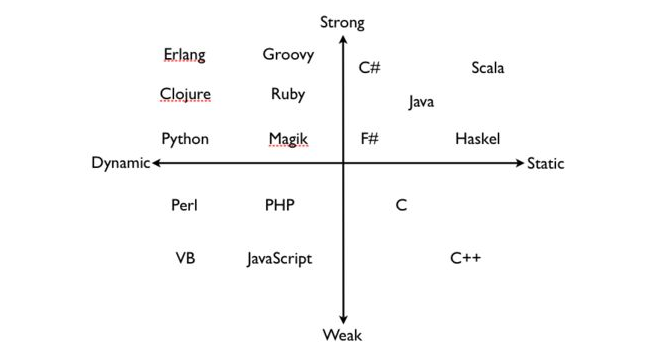 Strong
Erlang Groovy
C# Scala
Clojure Ruby
Java
Python Magik F# Haskel
Dynamic Static
Perl PHP C
VB JavaScript C++
Weak